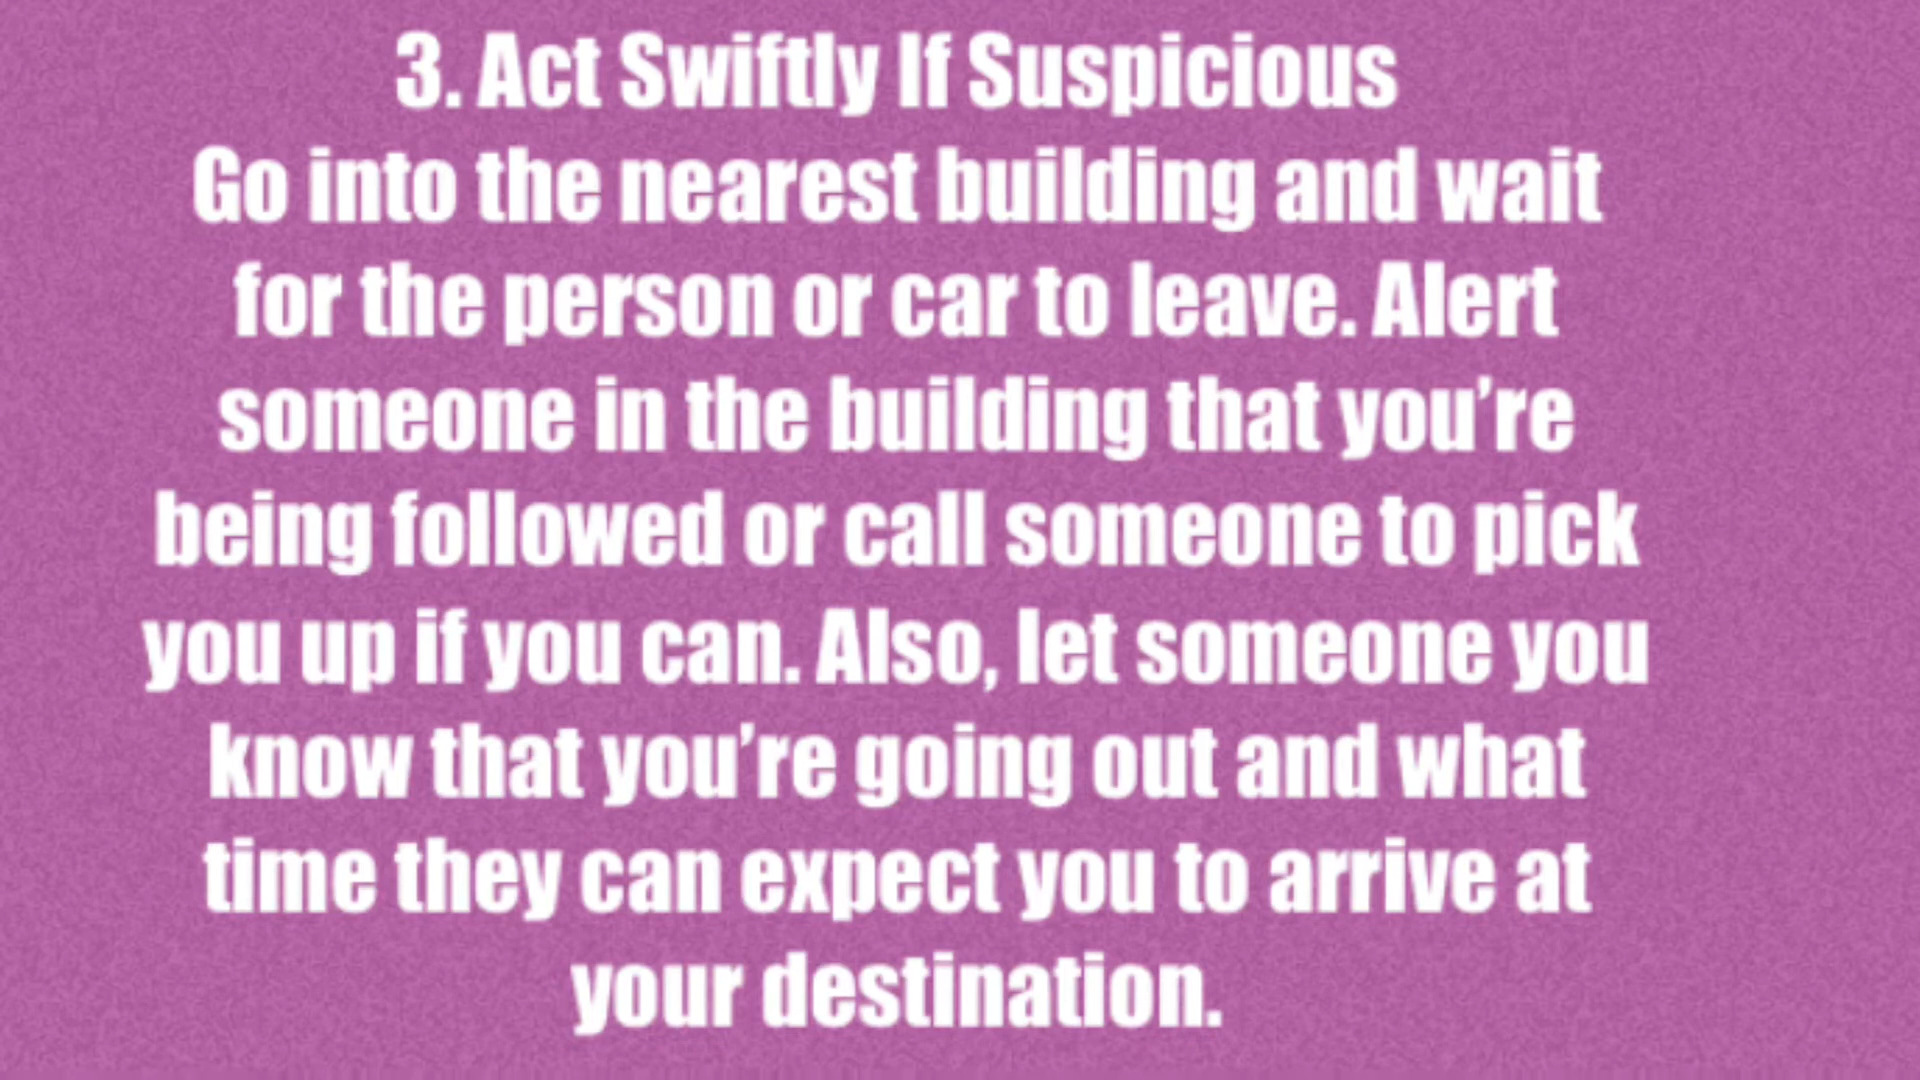 3. Act Swiftly If Suspicious
Go into the nearest building and wait
for the person or car to leave. Alert
someone in the building that you’re
being followed or call someone to pick
you up if you can. Also, let someone you
know that you’re going out and what
time they can expect you to arrive at
your destination.